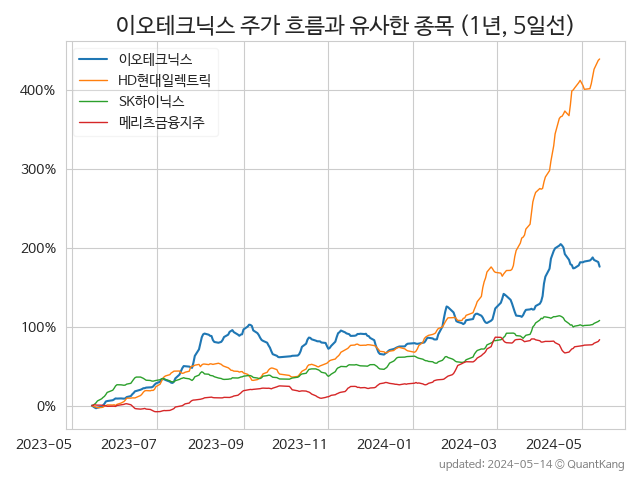 이오테크닉스 주가 흐름과 유사한 종목 (1년, 5일선)
이오테크닉스
HD현대일렉트릭
SK하이닉스
메리츠금융지주
400%
300%
200%
100%
0%
2023-05 2023-07 2023-09 2023-11 2024-01 2024-03 2024-05
updated: 2024-05-14 ⓒ QuantKang